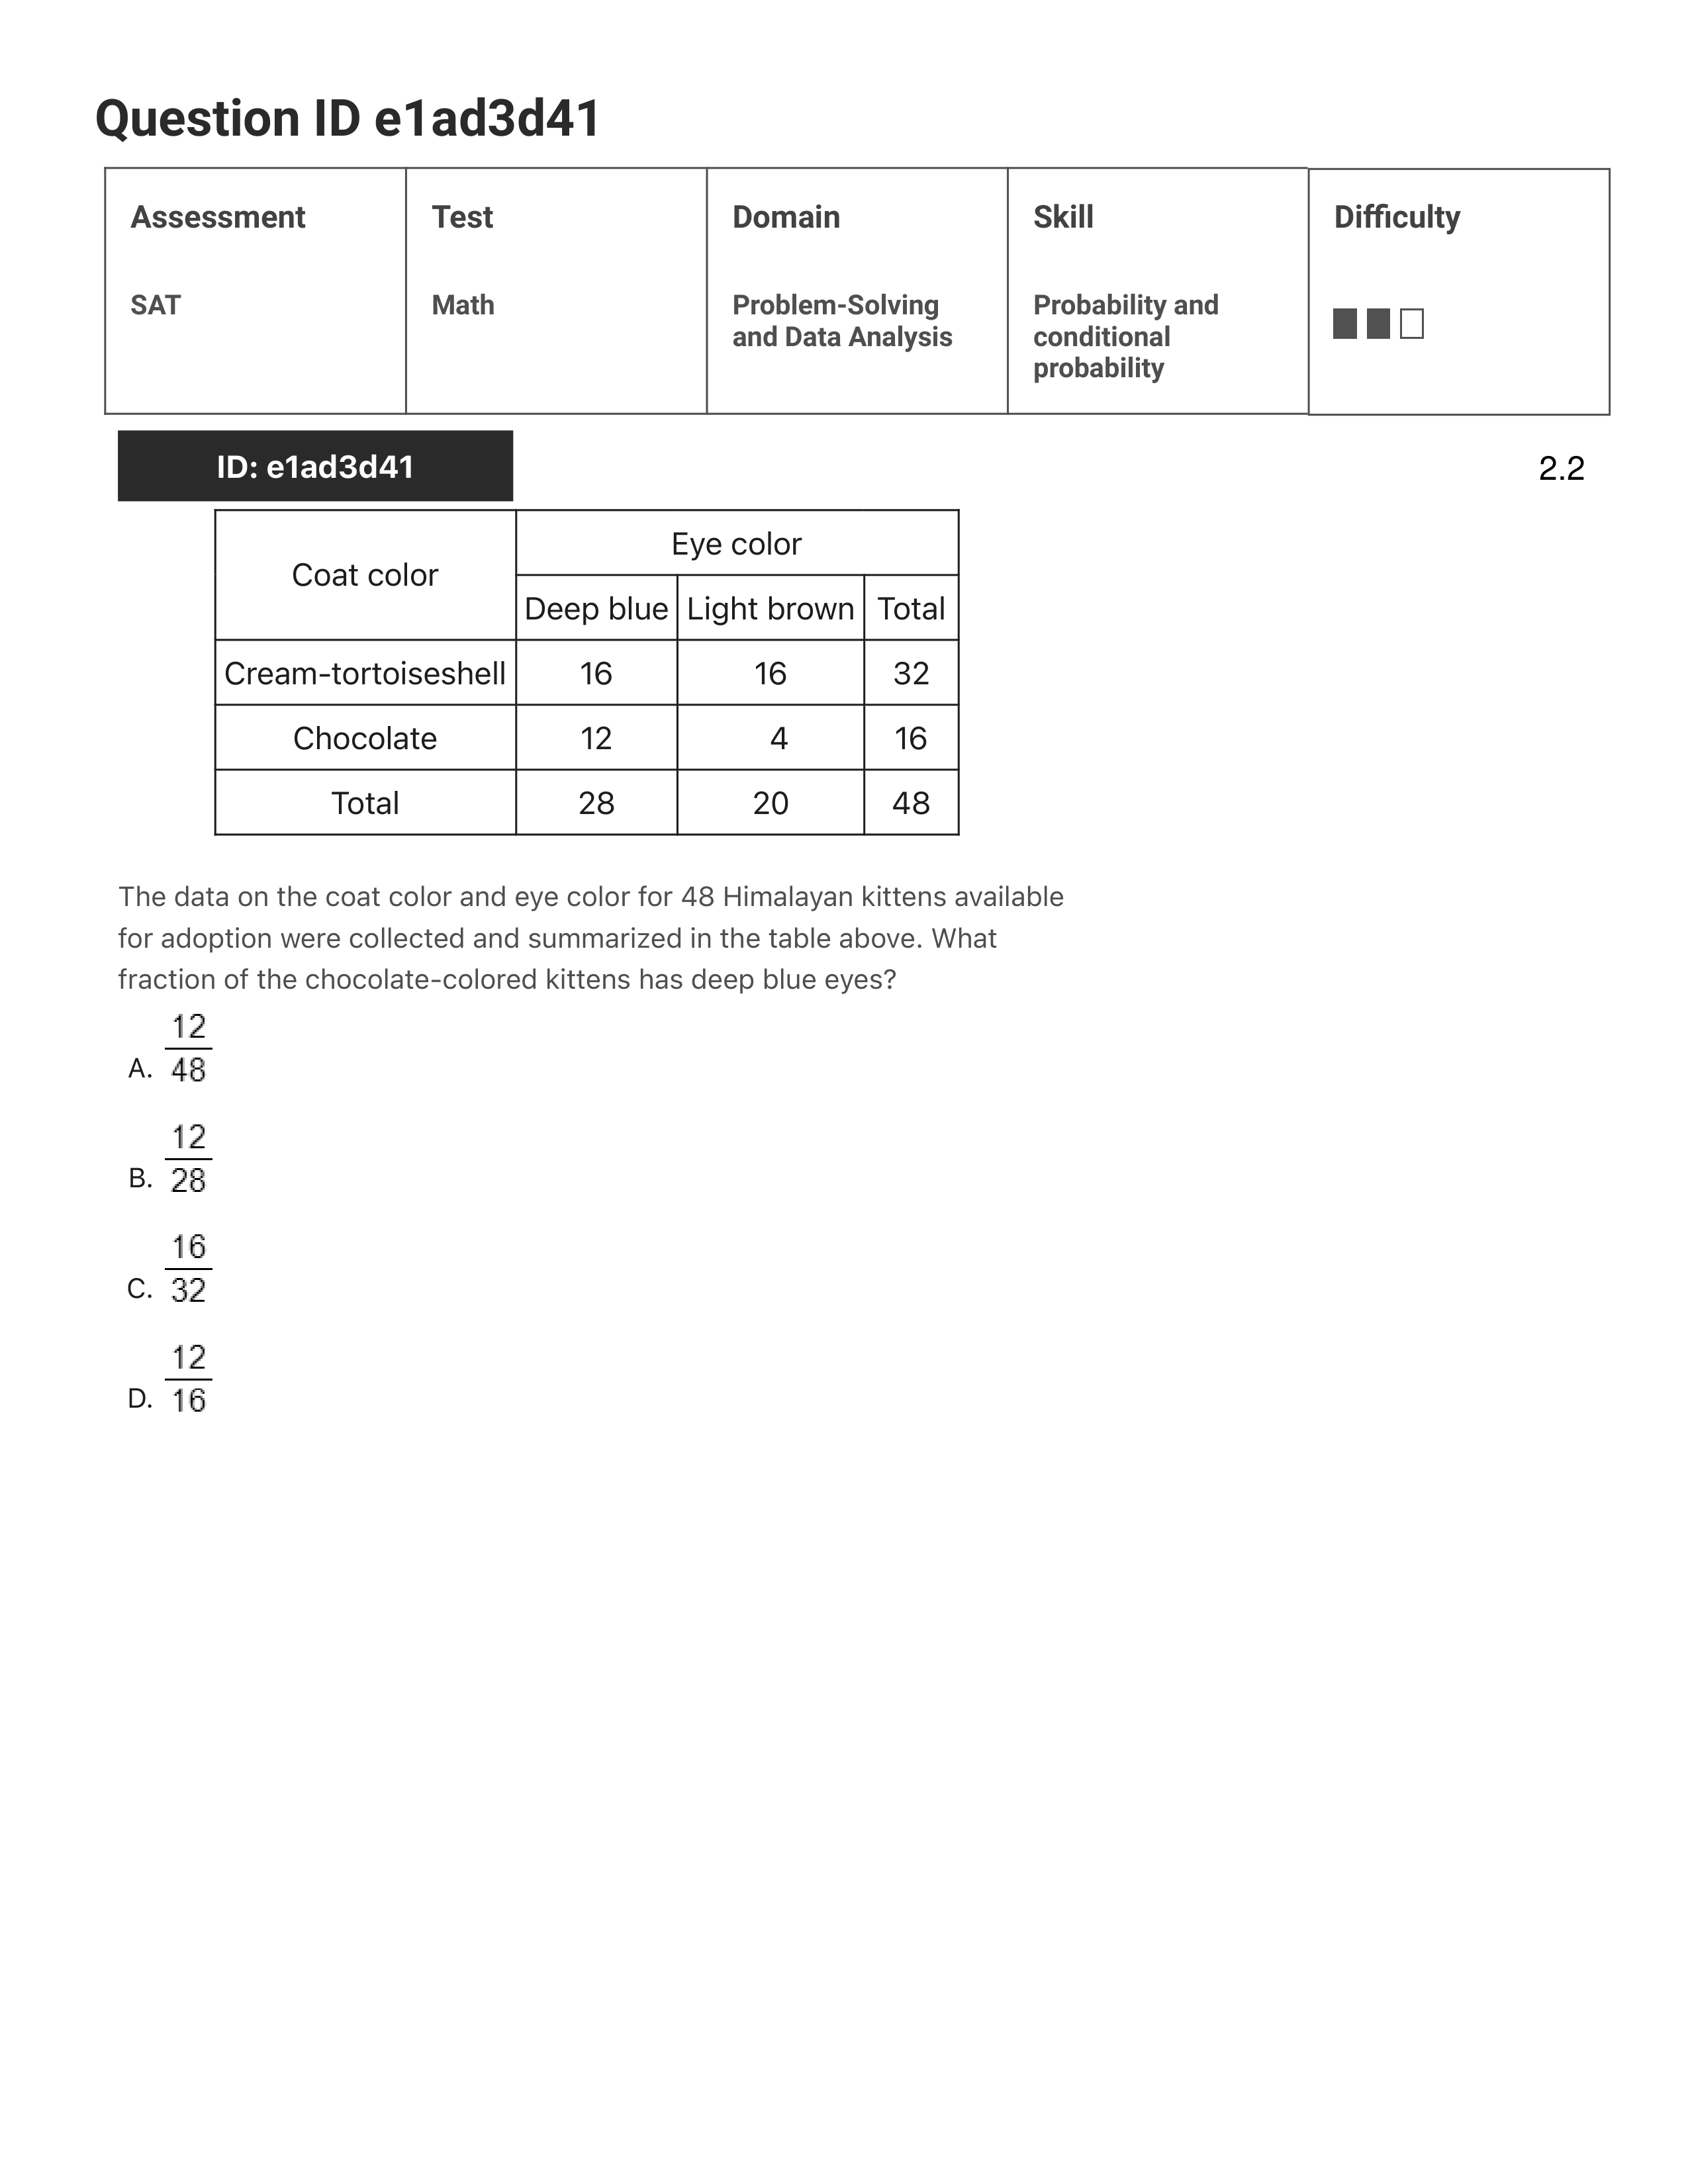 Question ID e1ad3d41
Assessment Test Domain Skill Difficulty
SAT Math Problem-Solving and Data Analysis Probability and conditional probability
ID: e1ad3d41 2.2
Coat color Eye color
Deep blue Light brown Total
Cream-tortoiseshell 16 16 32
Chocolate 12 4 16
Total 28 20 48
The data on the coat color and eye color for 48 Himalayan kittens available
for adoption were collected and summarized in the table above. What
fraction of the chocolate-colored kittens has deep blue eyes?
A. 12/48
B. 12/28
C. 16/32
D. 12/16